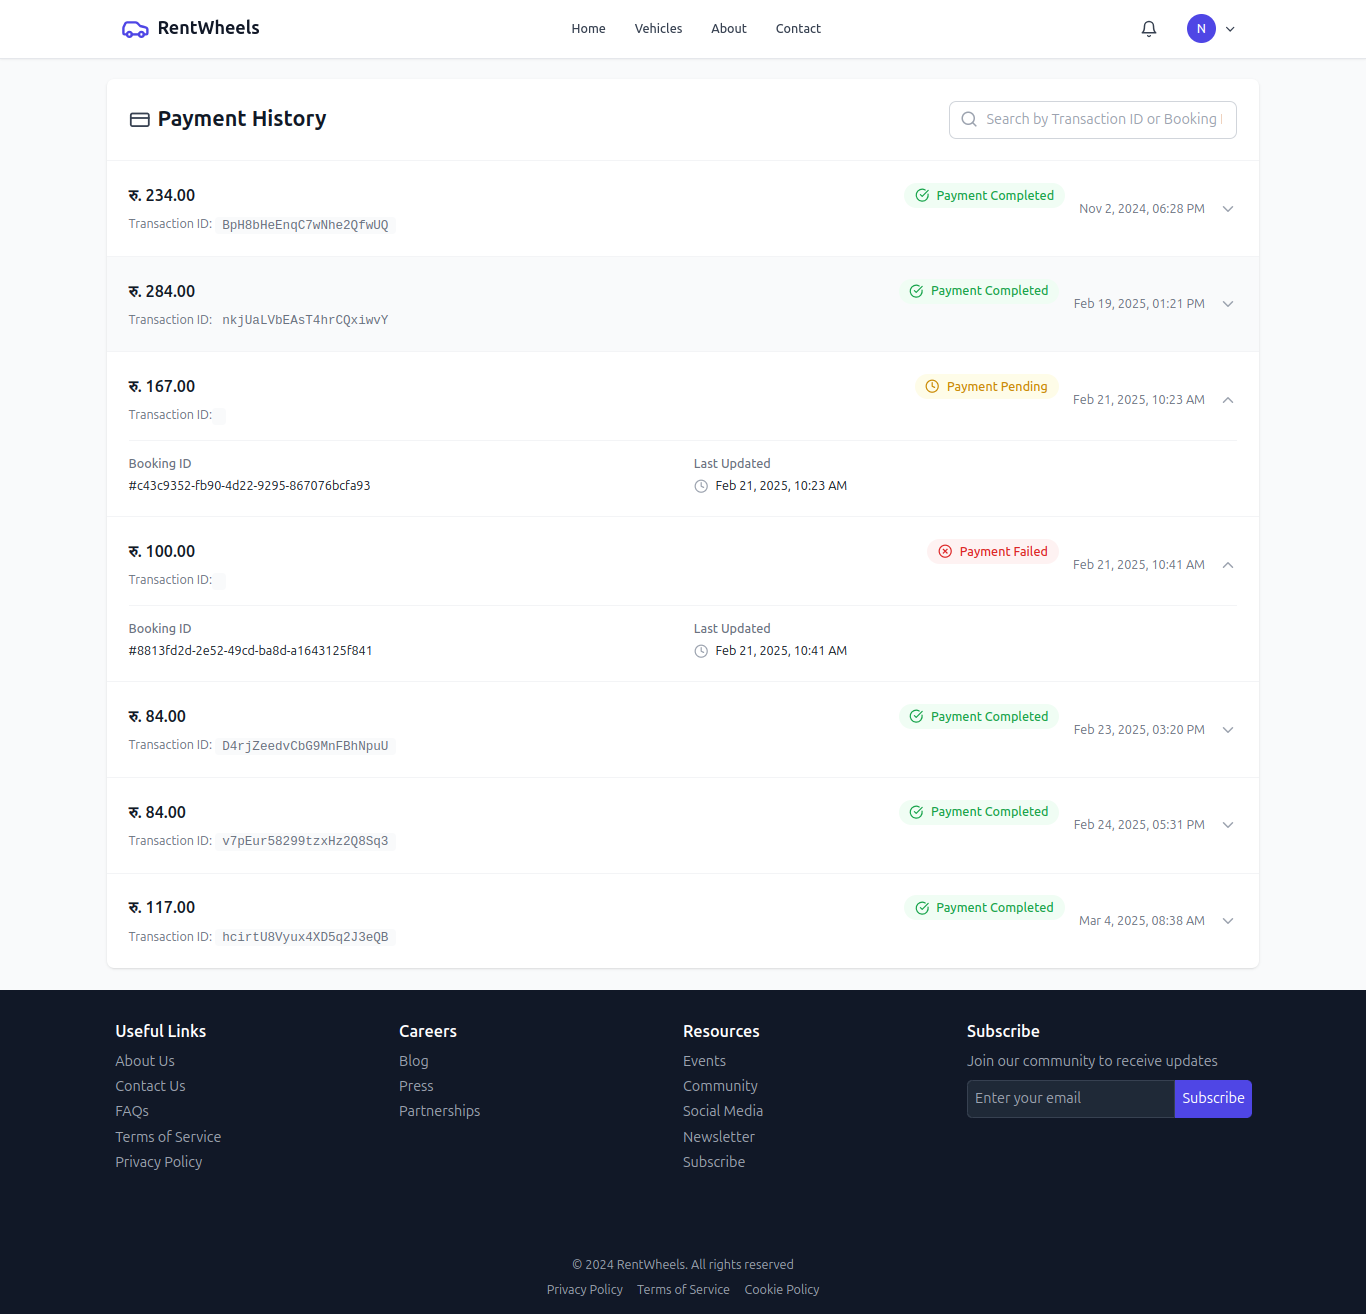 RentWheels
Home Vehicles About Contact
N
Payment History
Search by Transaction ID or Booking
रु. 234.00
Payment Completed
Nov 2, 2024, 06:28 PM
Transaction ID: BpH8bHeEnqC7wNhe2QfwUQ
रु. 284.00
Payment Completed
Feb 19, 2025, 01:21 PM
Transaction ID: nkjUaLVbEAsT4hrCQxiwvY
रु. 167.00
Payment Pending
Feb 21, 2025, 10:23 AM
Transaction ID:
Booking ID
#c43c9352-fb90-4d22-9295-867076bcfa93
Last Updated
Feb 21, 2025, 10:23 AM
रु. 100.00
Payment Failed
Feb 21, 2025, 10:41 AM
Transaction ID:
Booking ID
#8813fd2d-2e52-49cd-ba8d-a1643125f841
Last Updated
Feb 21, 2025, 10:41 AM
रु. 84.00
Payment Completed
Feb 23, 2025, 03:20 PM
Transaction ID: D4rjZeedvCbG9MnFBhNpuU
रु. 84.00
Payment Completed
Feb 24, 2025, 05:31 PM
Transaction ID: v7pEur58299tzxHz2Q8Sq3
रु. 117.00
Payment Completed
Mar 4, 2025, 08:38 AM
Transaction ID: hcirtU8Vyux4XD5q2J3eQB
Useful Links
About Us
Contact Us
FAQs
Terms of Service
Privacy Policy
Careers
Blog
Press
Partnerships
Resources
Events
Community
Social Media
Newsletter
Subscribe
Subscribe
Join our community to receive updates
Enter your email
Subscribe
© 2024 RentWheels. All rights reserved
Privacy Policy Terms of Service Cookie Policy